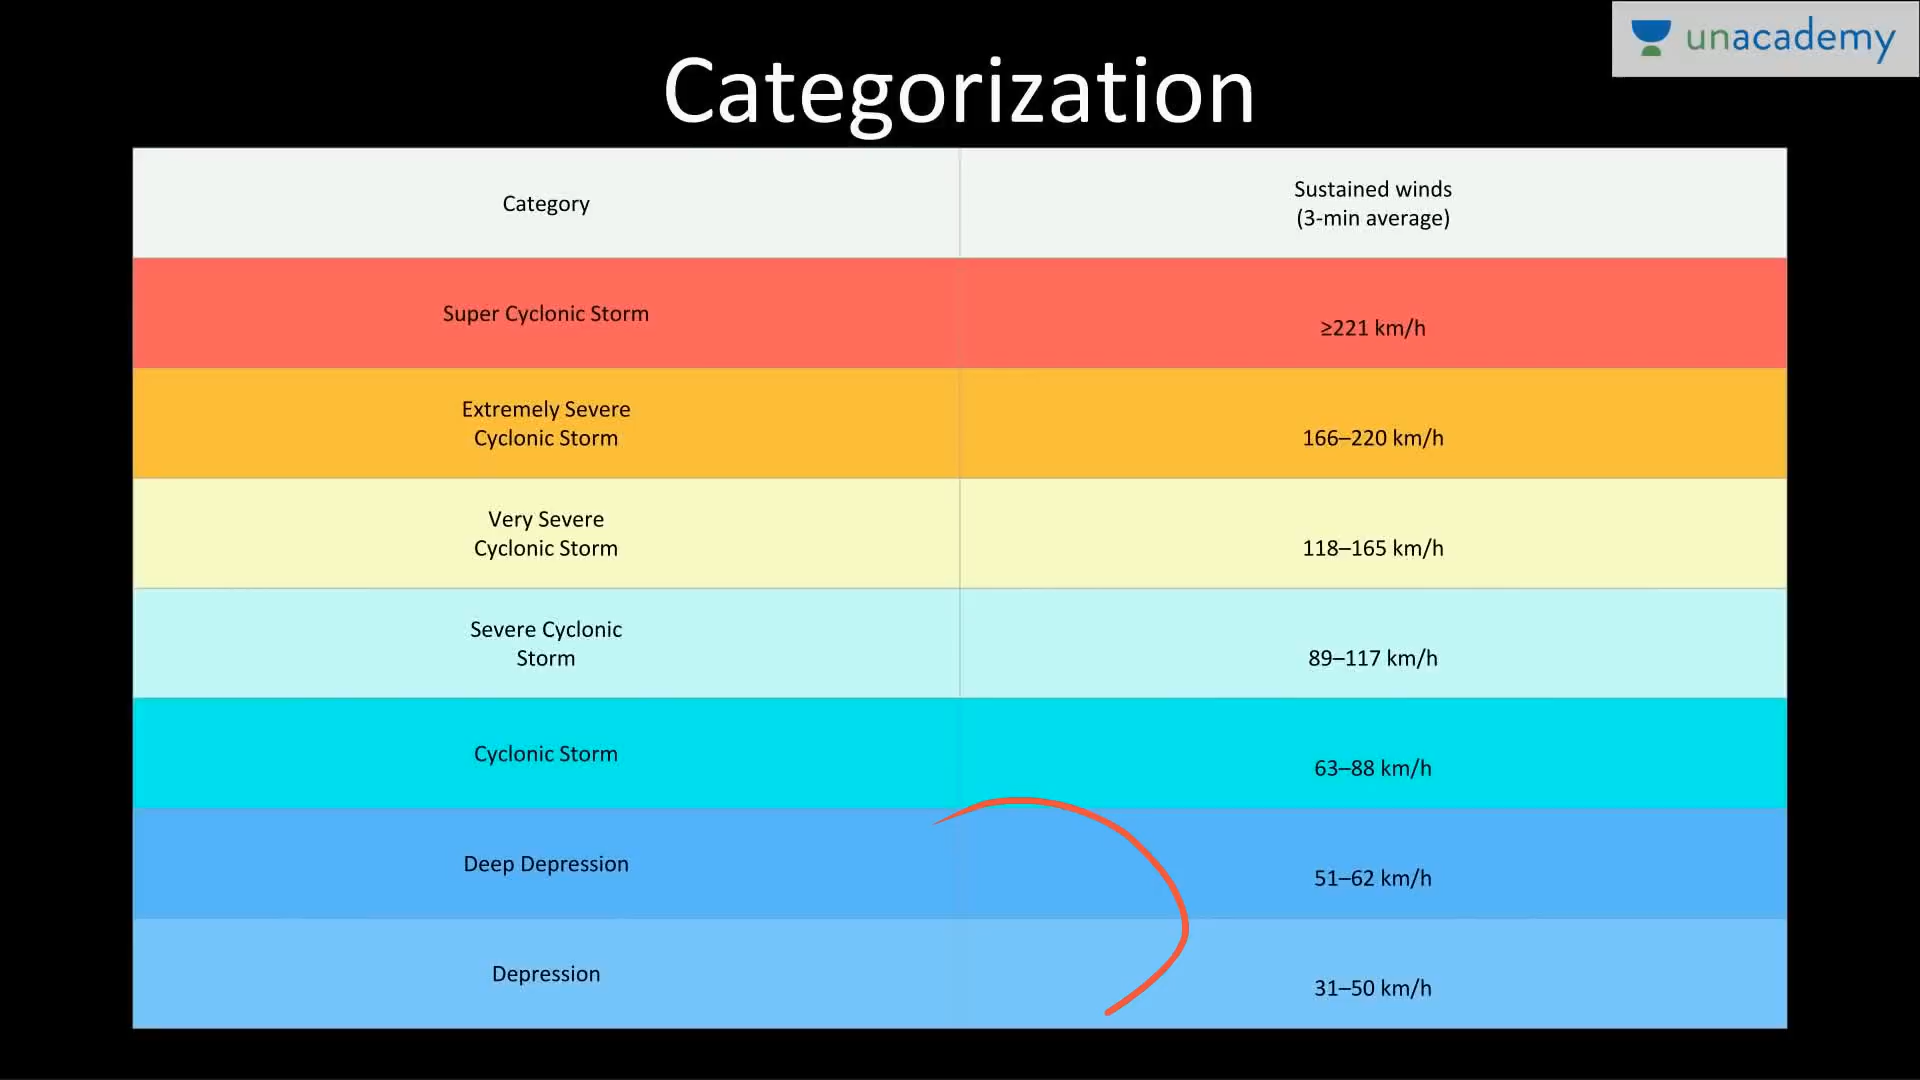 unacademy
Categorization
Category
Sustained winds
(3-min average)
Super Cyclonic Storm
≥221 km/h
Extremely Severe
Cyclonic Storm
166–220 km/h
Very Severe
Cyclonic Storm
118–165 km/h
Severe Cyclonic
Storm
89–117 km/h
Cyclonic Storm
63–88 km/h
Deep Depression
51–62 km/h
Depression
31–50 km/h